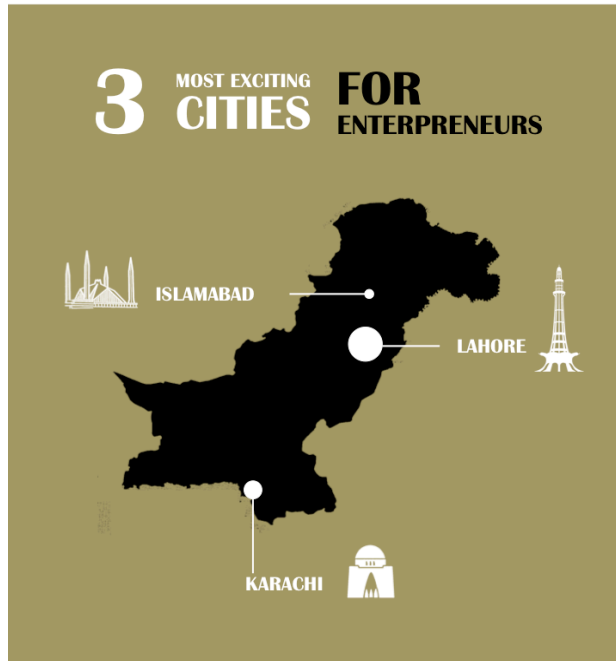 3 MOST EXCITING CITIES
FOR
ENTERPRENEURS
ISLAMABAD
LAHORE
KARACHI